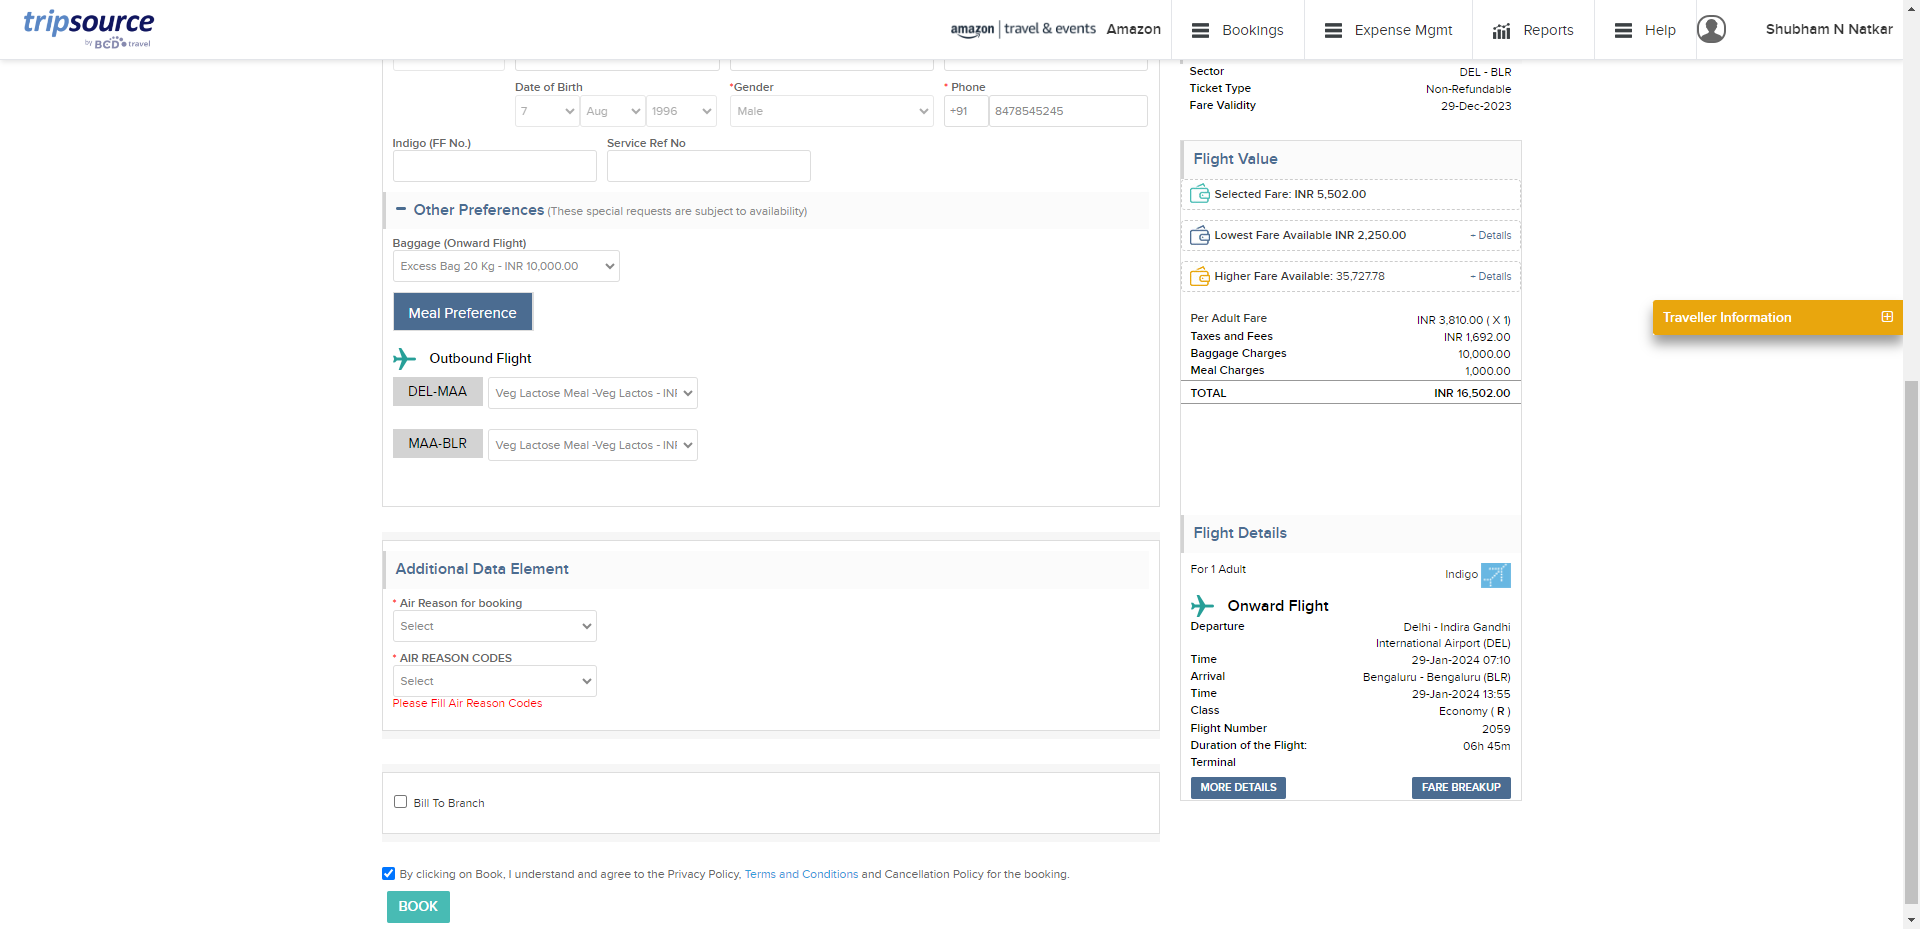 tripsource
by BCD travel
amazon | travel & events Amazon
Bookings
Expense Mgmt
Reports
Help
Shubham N Natkar
Date of Birth
*Gender
* Phone
7 Aug 1996
Male
+91 8478545245
Indigo (FF No.)
Service Ref No
− Other Preferences (These special requests are subject to availability)
Baggage (Onward Flight)
Excess Bag 20 Kg - INR 10,000.00
Meal Preference
Outbound Flight
DEL-MAA Veg Lactose Meal -Veg Lactos - INR
MAA-BLR Veg Lactose Meal -Veg Lactos - INR
Additional Data Element
* Air Reason for booking
Select
* AIR REASON CODES
Select
Please Fill Air Reason Codes
Bill To Branch
By clicking on Book, I understand and agree to the Privacy Policy, Terms and Conditions and Cancellation Policy for the booking.
BOOK
Sector DEL - BLR
Ticket Type Non-Refundable
Fare Validity 29-Dec-2023
Flight Value
Selected Fare: INR 5,502.00
Lowest Fare Available INR 2,250.00 + Details
Higher Fare Available: 35,727.78 + Details
Per Adult Fare INR 3,810.00 ( X 1)
Taxes and Fees INR 1,692.00
Baggage Charges 10,000.00
Meal Charges 1,000.00
TOTAL INR 16,502.00
Flight Details
For 1 Adult Indigo
Onward Flight
Departure Delhi - Indira Gandhi
International Airport (DEL)
Time 29-Jan-2024 07:10
Arrival Bengaluru - Bengaluru (BLR)
Time 29-Jan-2024 13:55
Class Economy ( R )
Flight Number 2059
Duration of the Flight: 06h 45m
Terminal
MORE DETAILS
FARE BREAKUP
Traveller Information